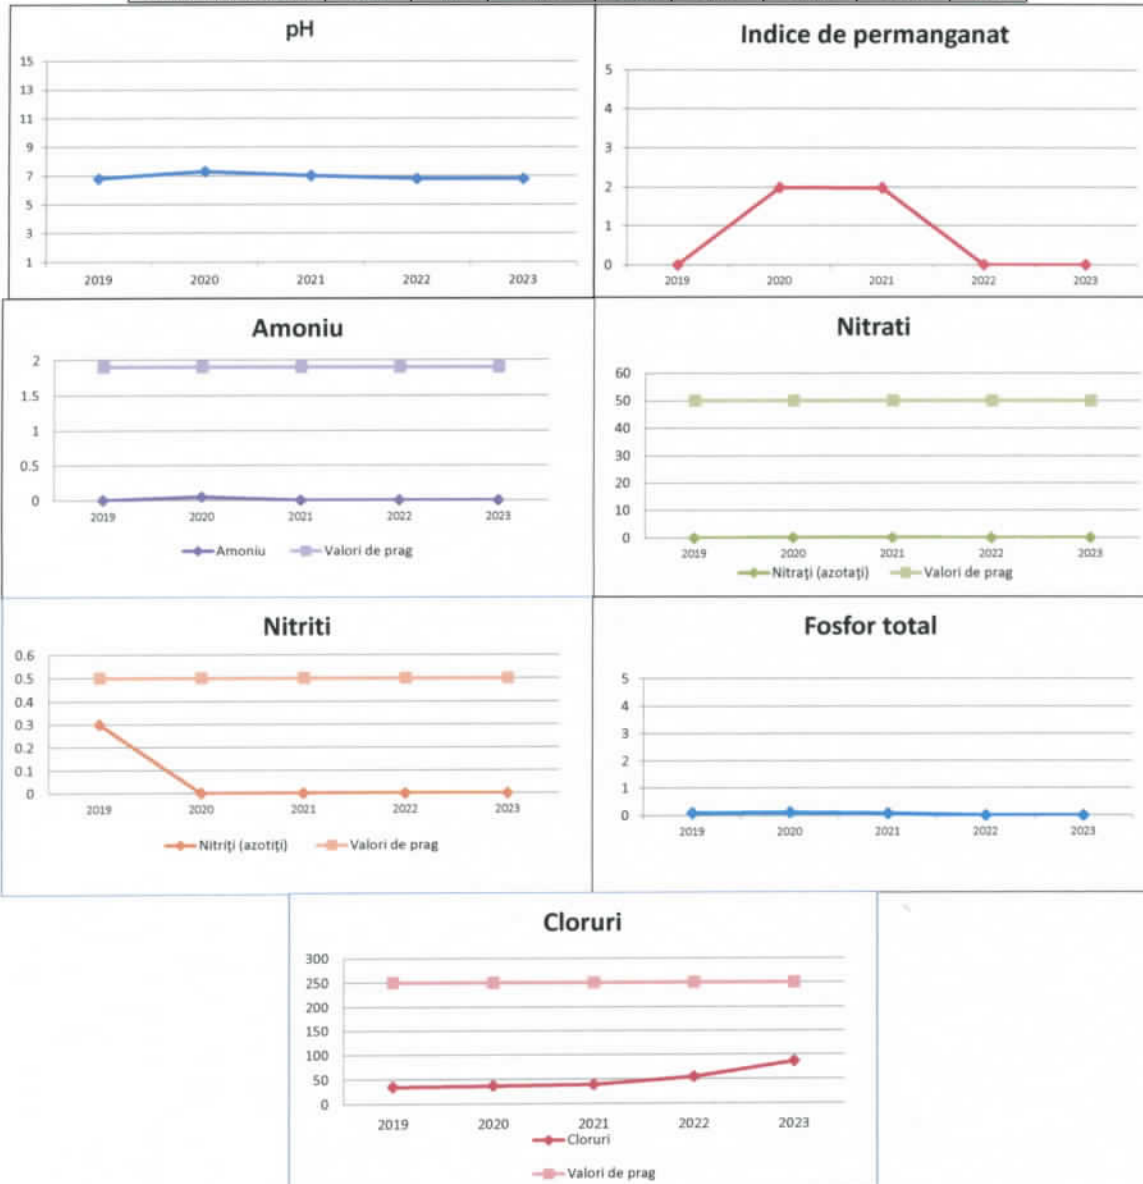 pH
15
13
11
9
7
5
3
1
2019 2020 2021 2022 2023
Indice de permanganat
5
4
3
2
1
0
2019 2020 2021 2022 2023
Amoniu
2
1.5
1
0.5
0
2019 2020 2021 2022 2023
Amoniu Valori de prag
Nitrati
60
50
40
30
20
10
0
2019 2020 2021 2022 2023
Nitrați (azotați) Valori de prag
Nitriti
0.6
0.5
0.4
0.3
0.2
0.1
0
2019 2020 2021 2022 2023
Nitriți (azotiți) Valori de prag
Fosfor total
5
4
3
2
1
0
2019 2020 2021 2022 2023
Cloruri
300
250
200
150
100
50
0
2019 2020 2021 2022 2023
Cloruri
Valori de prag